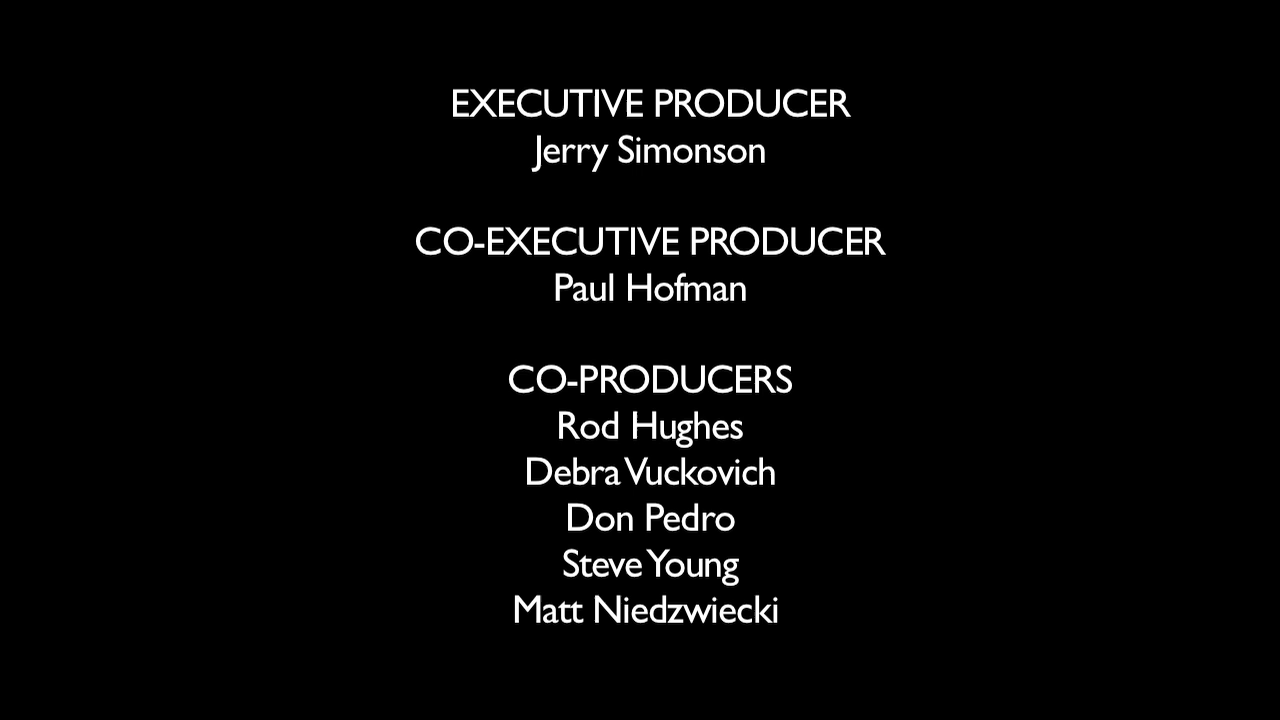 EXECUTIVE PRODUCER
Jerry Simonson
CO-EXECUTIVE PRODUCER
Paul Hofman
CO-PRODUCERS
Rod Hughes
Debra Vuckovich
Don Pedro
Steve Young
Matt Niedzwiecki